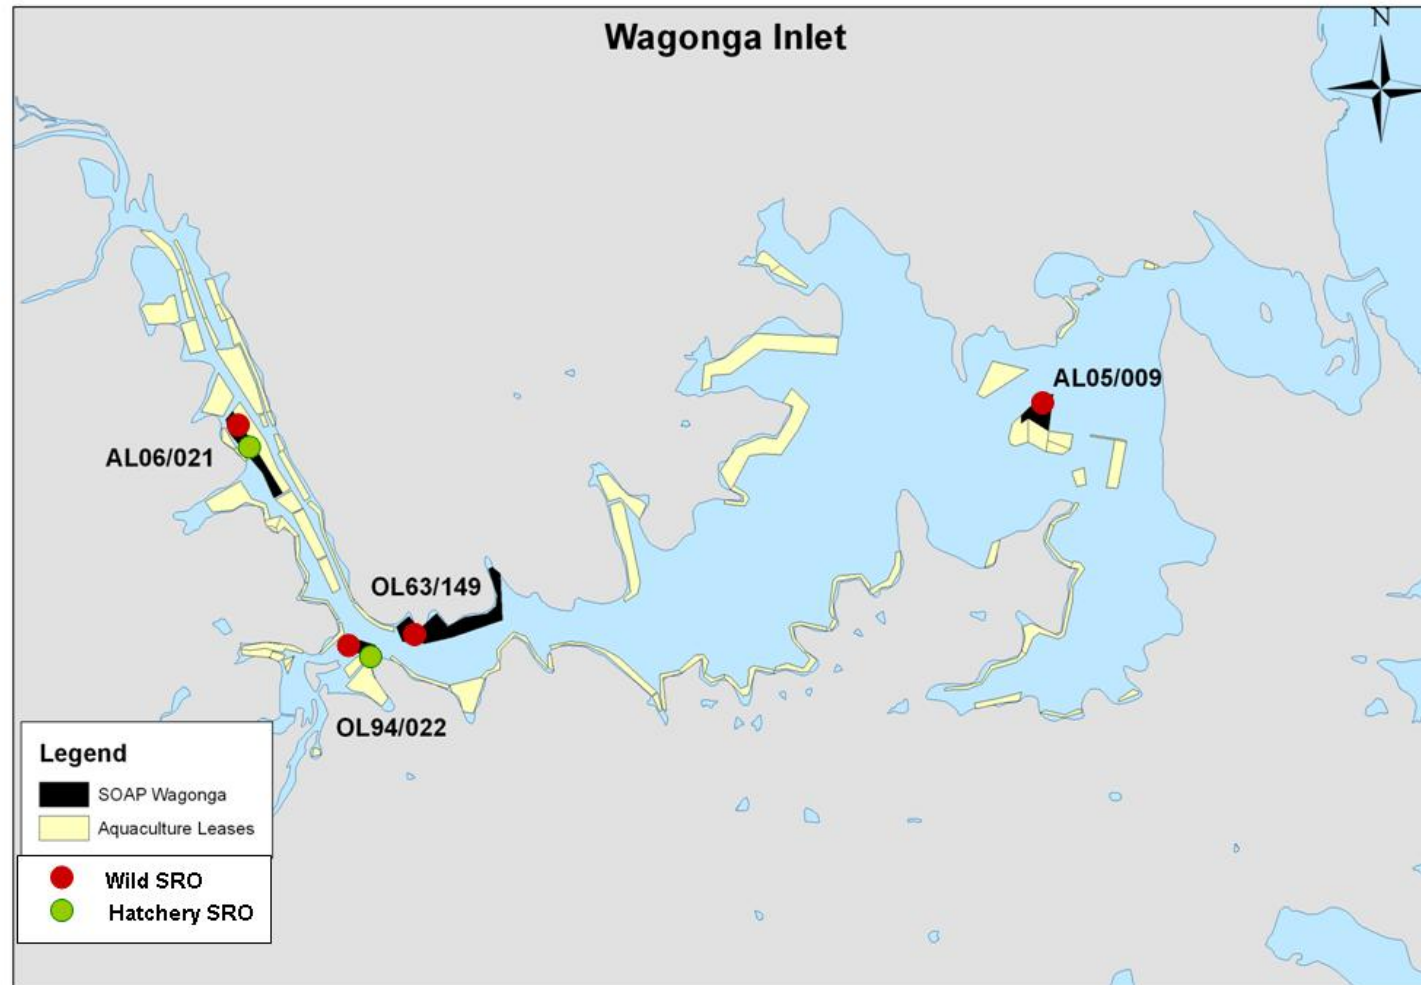 Wagonga Inlet
N
AL05/009
AL06/021
OL63/149
OL94/022
Legend
SOAP Wagonga
Aquaculture Leases
Wild SRO
Hatchery SRO